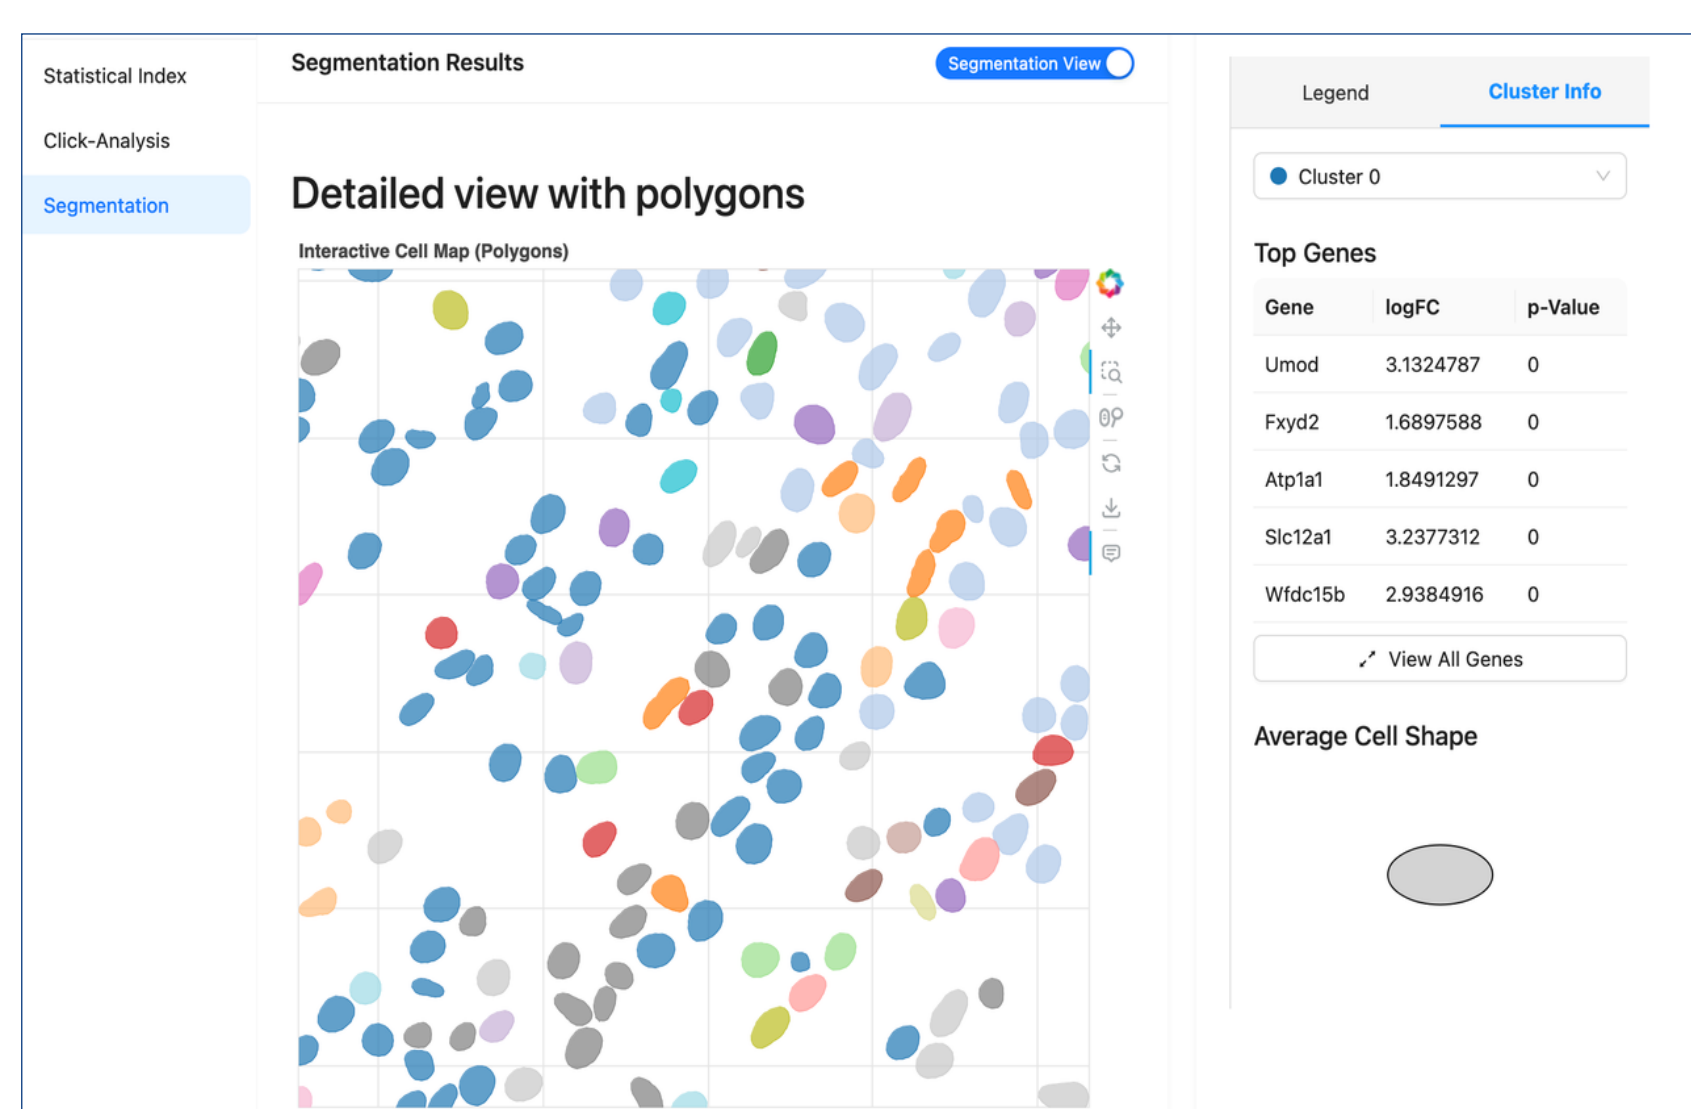 Statistical Index
Click-Analysis
Segmentation
Segmentation Results
Segmentation View
Detailed view with polygons
Interactive Cell Map (Polygons)
Legend
Cluster Info
Cluster 0
Top Genes
Gene logFC p-Value
Umod 3.1324787 0
Fxyd2 1.6897588 0
Atp1a1 1.8491297 0
Slc12a1 3.2377312 0
Wfdc15b 2.9384916 0
View All Genes
Average Cell Shape